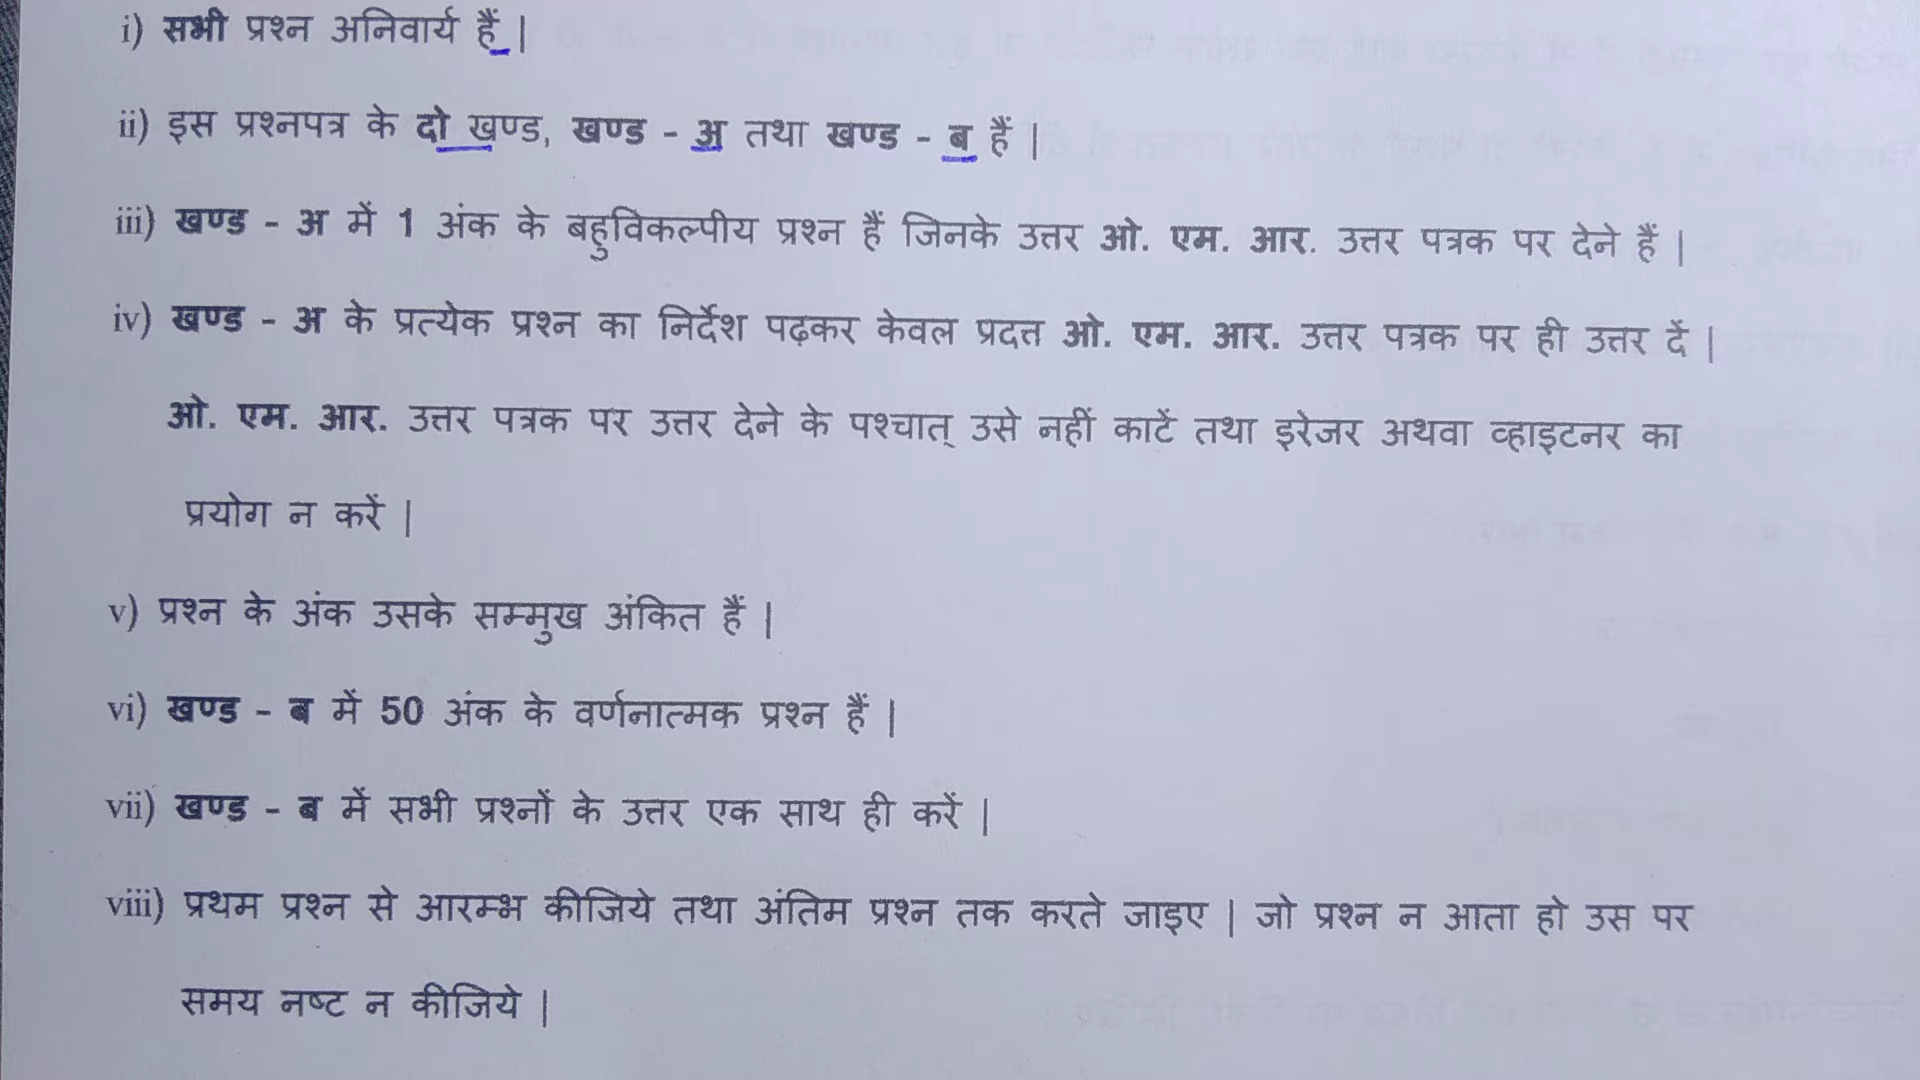 i) सभी प्रश्न अनिवार्य हैं |
ii) इस प्रश्नपत्र के दो खण्ड, खण्ड - अ तथा खण्ड - ब हैं |
iii) खण्ड - अ में 1 अंक के बहुविकल्पीय प्रश्न हैं जिनके उत्तर ओ. एम. आर. उत्तर पत्रक पर देने हैं |
iv) खण्ड - अ के प्रत्येक प्रश्न का निर्देश पढ़कर केवल प्रदत्त ओ. एम. आर. उत्तर पत्रक पर ही उत्तर दें |
ओ. एम. आर. उत्तर पत्रक पर उत्तर देने के पश्चात् उसे नहीं काटें तथा इरेजर अथवा व्हाइटनर का
प्रयोग न करें |
v) प्रश्न के अंक उसके सम्मुख अंकित हैं |
vi) खण्ड - ब में 50 अंक के वर्णनात्मक प्रश्न हैं |
vii) खण्ड - ब में सभी प्रश्नों के उत्तर एक साथ ही करें |
viii) प्रथम प्रश्न से आरम्भ कीजिये तथा अंतिम प्रश्न तक करते जाइए | जो प्रश्न न आता हो उस पर
समय नष्ट न कीजिये |